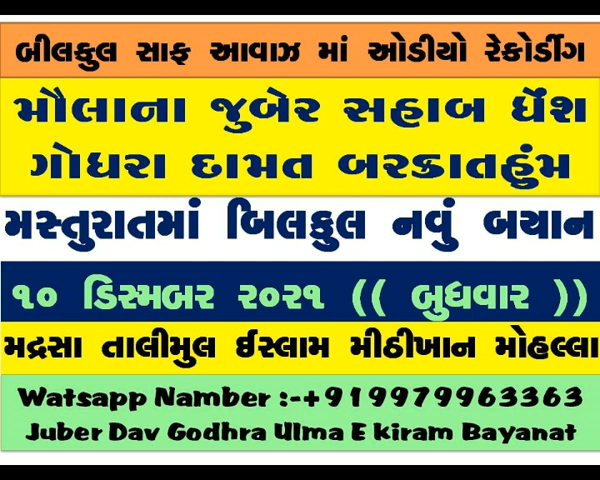 બીલકુલ સાફ આવાઝ માં ઓડીયો રેકોર્ડીગ
મૌલાના જુબેર સહાબ ઘેંશ
ગોધરા દામત બરકાતહુંમ
મસ્તુરાતમાં બિલકુલ નવું બયાન
૧૦ ડિસ્મબર ૨૦૨૧ (( બુધવાર ))
મદ્રસા તાલીમુલ ઈસ્લામ મીઠીખાન મોહલ્લા
Watsapp Namber :-+919979963363
Juber Dav Godhra Ulma E kiram Bayanat